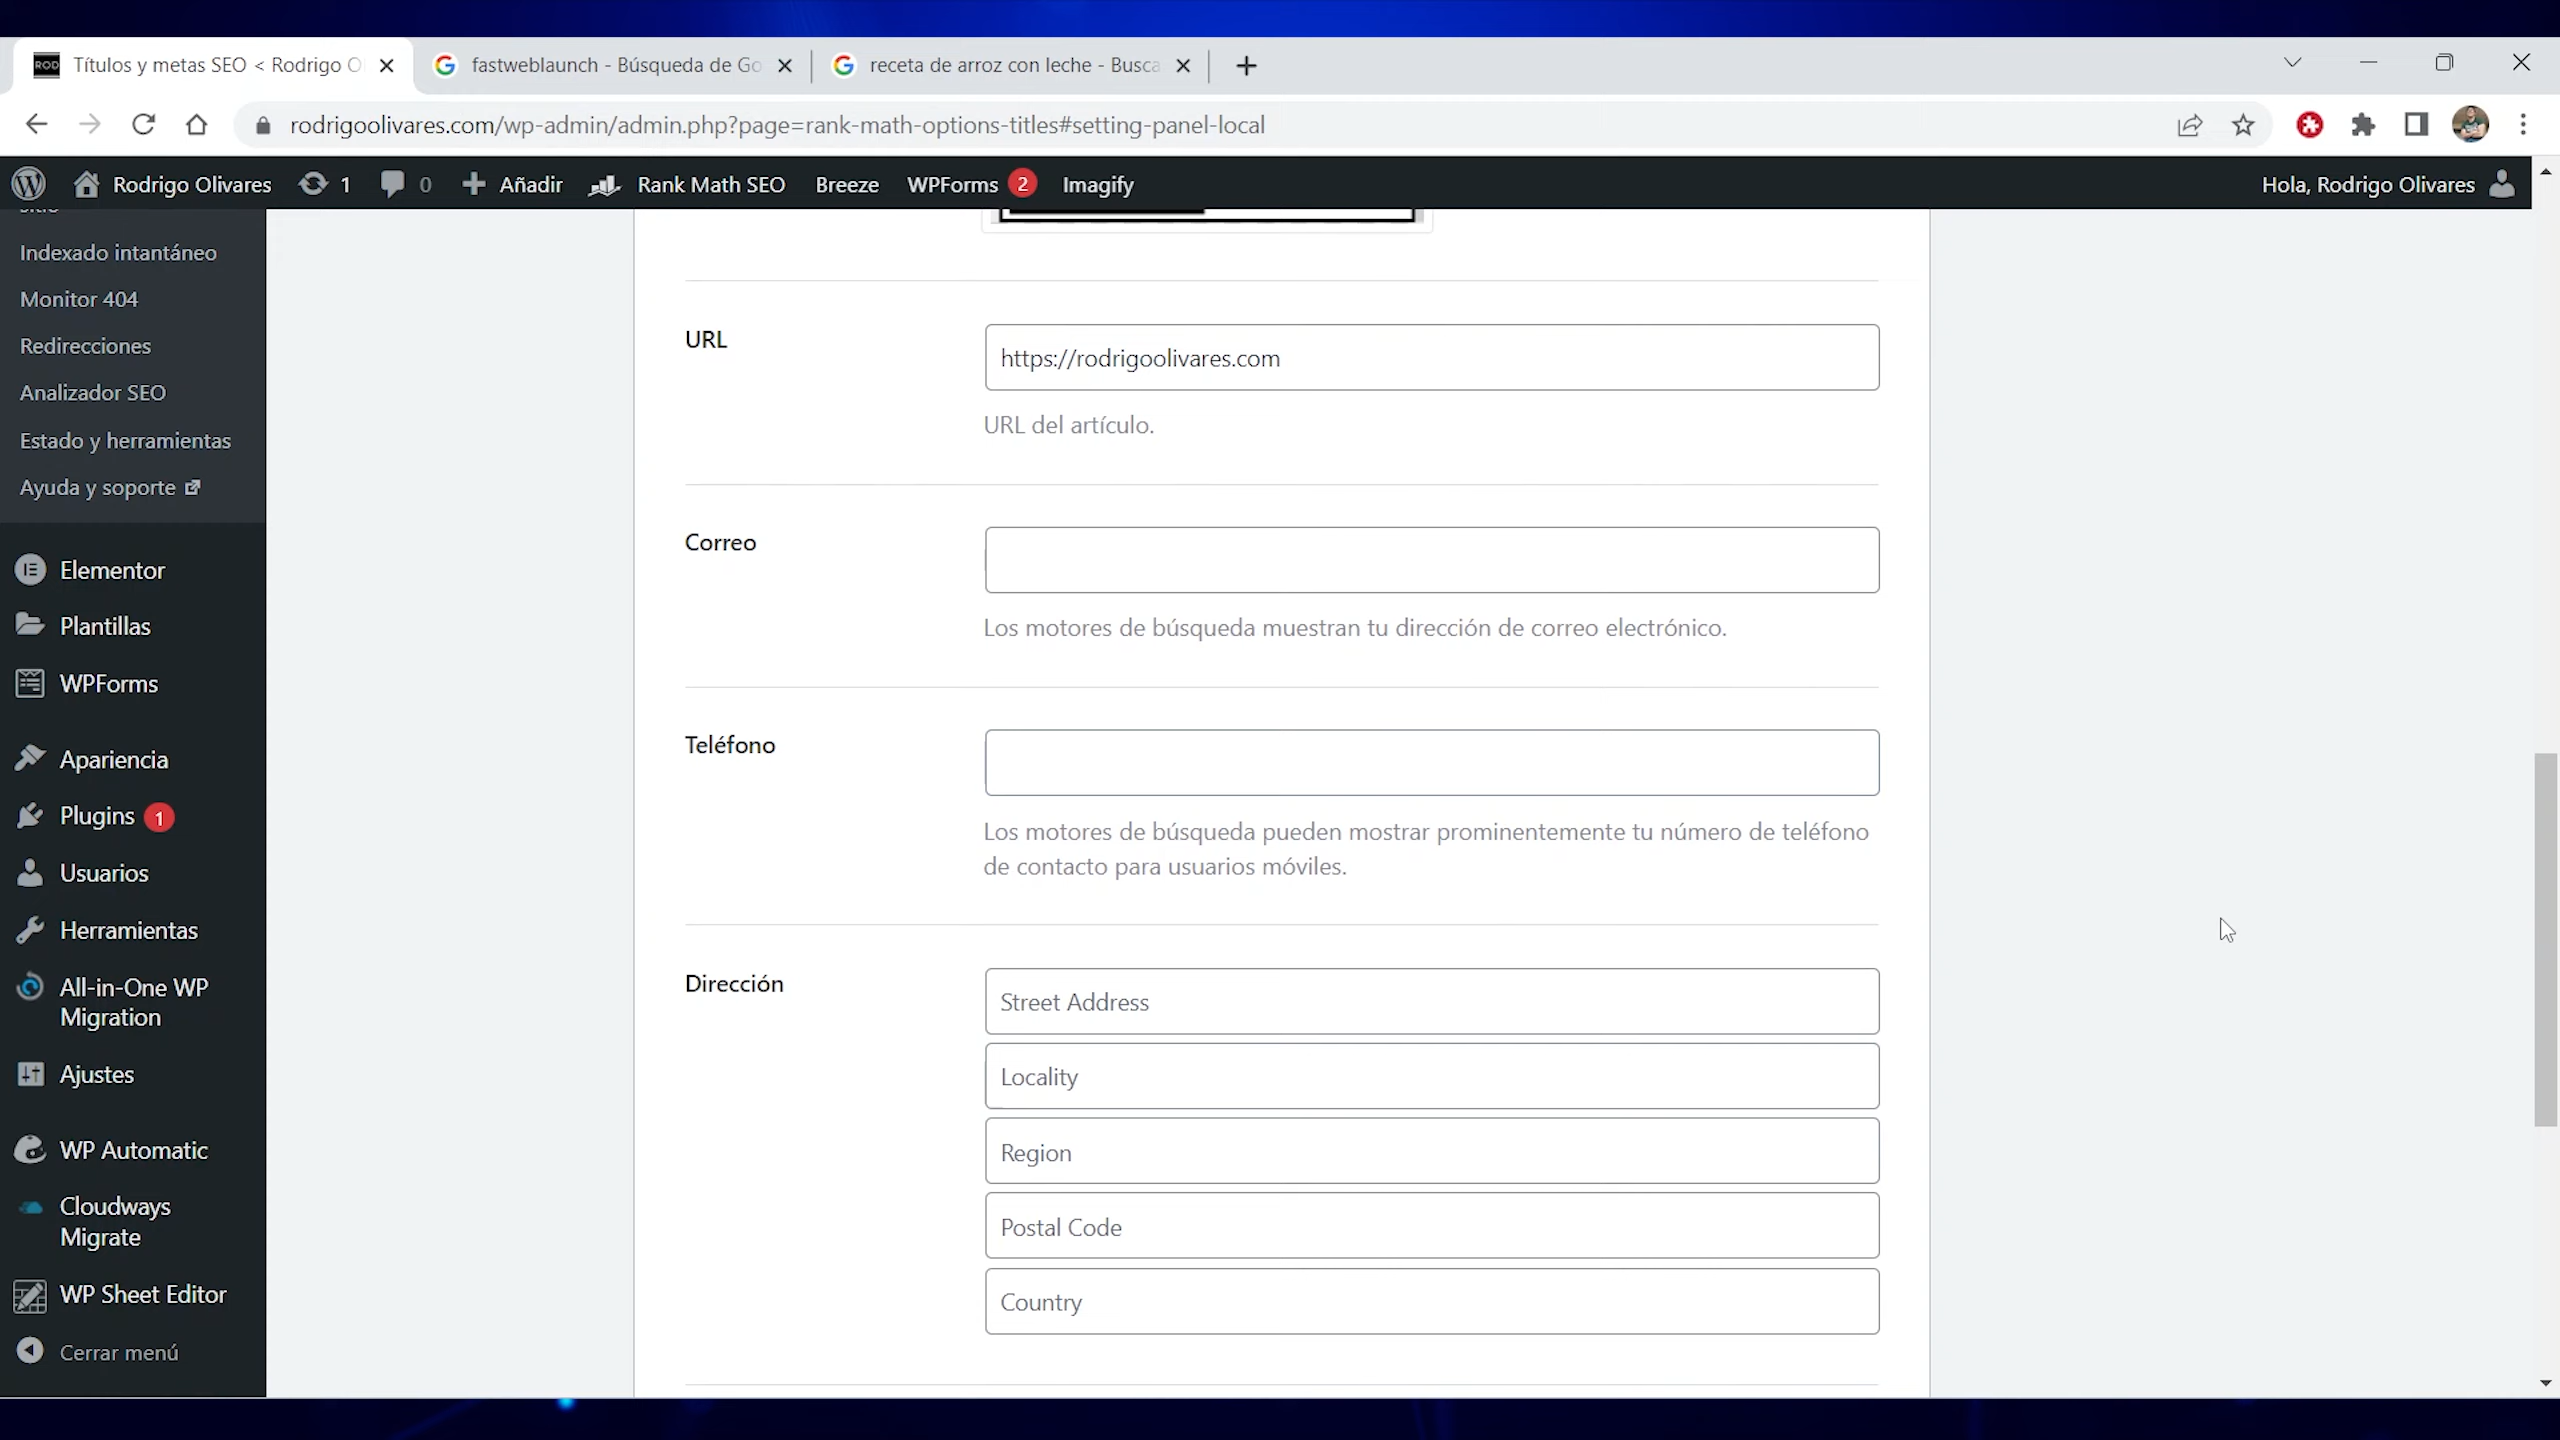 ROD Títulos y metas SEO < Rodrigo O
fastweblaunch - Búsqueda de Go
receta de arroz con leche - Busca
rodrigoolivares.com/wp-admin/admin.php?page=rank-math-options-titles#setting-panel-local
Rodrigo Olivares 1 0 Añadir Rank Math SEO Breeze WPForms 2 Imagify Hola, Rodrigo Olivares
Indexado intantáneo
Monitor 404
Redirecciones
Analizador SEO
Estado y herramientas
Ayuda y soporte
Elementor
Plantillas
WPForms
Apariencia
Plugins 1
Usuarios
Herramientas
All-in-One WP
Migration
Ajustes
WP Automatic
Cloudways
Migrate
WP Sheet Editor
Cerrar menú
URL
https://rodrigoolivares.com
URL del artículo.
Correo
Los motores de búsqueda muestran tu dirección de correo electrónico.
Teléfono
Los motores de búsqueda pueden mostrar prominentemente tu número de teléfono
de contacto para usuarios móviles.
Dirección
Street Address
Locality
Region
Postal Code
Country